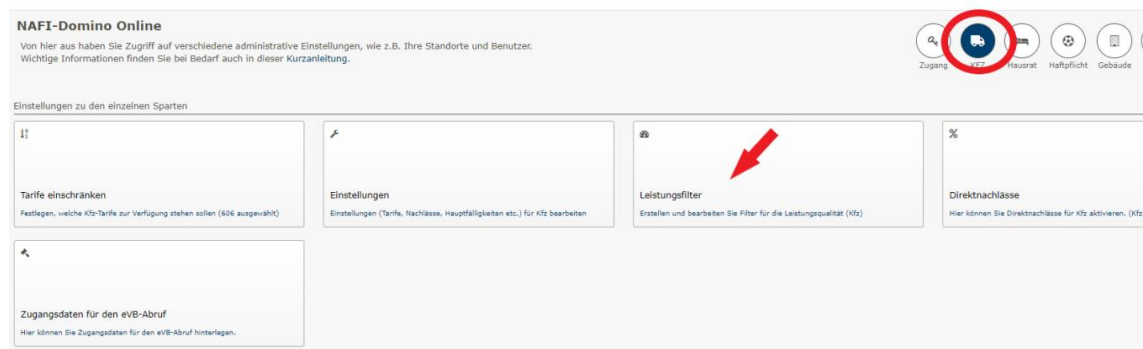 NAFI-Domino Online
Von hier aus haben Sie Zugriff auf verschiedene administrative Einstellungen, wie z.B. Ihre Standorte und Benutzer.
Wichtige Informationen finden Sie bei Bedarf auch in dieser Kurzanleitung.
Zugang KFZ Hausrat Haftpflicht Gebäude
Einstellungen zu den einzelnen Sparten
Tarife einschränken
Festlegen, welche Kfz-Tarife zur Verfügung stehen sollen (606 ausgewählt)
Einstellungen
Einstellungen (Tarife, Nachlässe, Hauptfälligkeiten etc.) für Kfz bearbeiten
Leistungsfilter
Erstellen und bearbeiten Sie Filter für die Leistungsqualität (Kfz)
%
Direktnachlässe
Hier können Sie Direktnachlässe für Kfz aktivieren. (Kfz
Zugangsdaten für den eVB-Abruf
Hier können Sie Zugangsdaten für den eVB-Abruf hinterlegen.